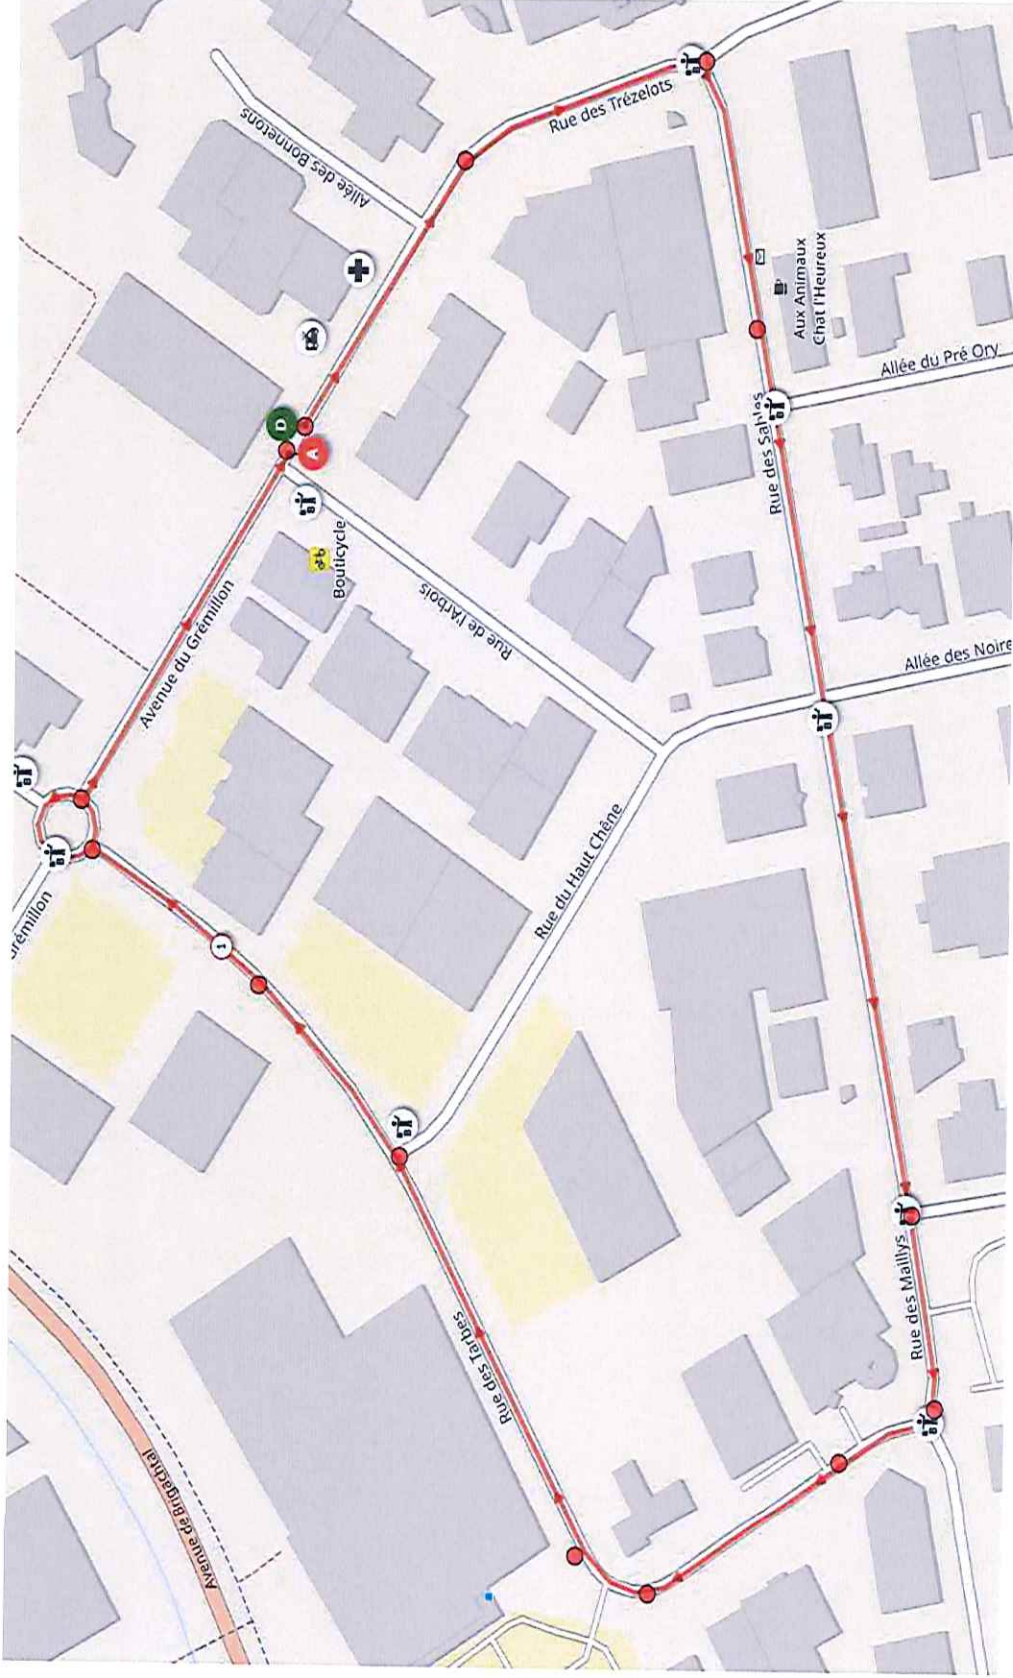 Allée des Bonnetons
Rue des Trézelots
D
A
Aux Animaux
Chat l'Heureux
Allée du Pré Ory
Rue des Sables
Bouticycle
Rue de l'Arbois
Avenue du Grémillon
Allée des Noire
Rue du Haut Chêne
Grémillon
1
Rue des Maillys
Rue des Tarbes
Avenue de Brigachtal